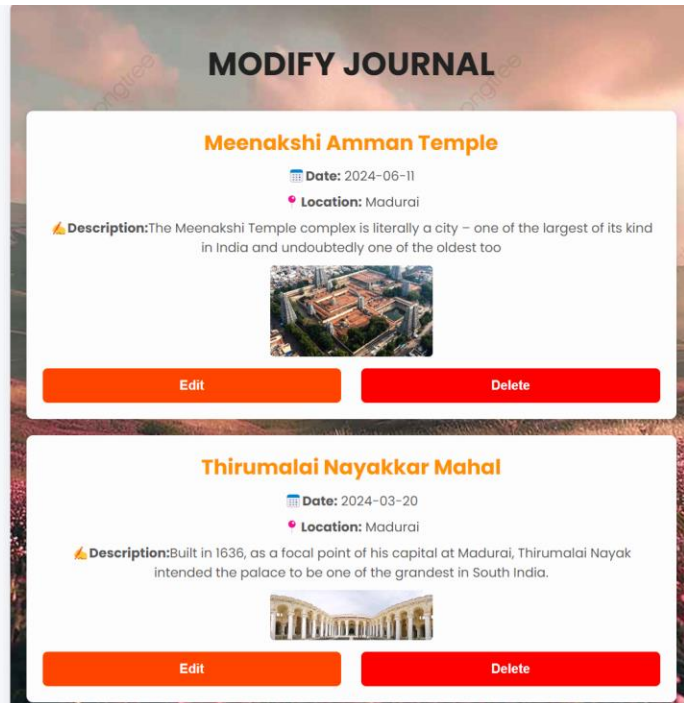 MODIFY JOURNAL
Meenakshi Amman Temple
📅 Date: 2024-06-11
📍 Location: Madurai
✍️ Description:The Meenakshi Temple complex is literally a city – one of the largest of its kind
in India and undoubtedly one of the oldest too
Edit Delete
Thirumalai Nayakkar Mahal
📅 Date: 2024-03-20
📍 Location: Madurai
✍️ Description:Built in 1636, as a focal point of his capital at Madurai, Thirumalai Nayak
intended the palace to be one of the grandest in South India.
Edit Delete